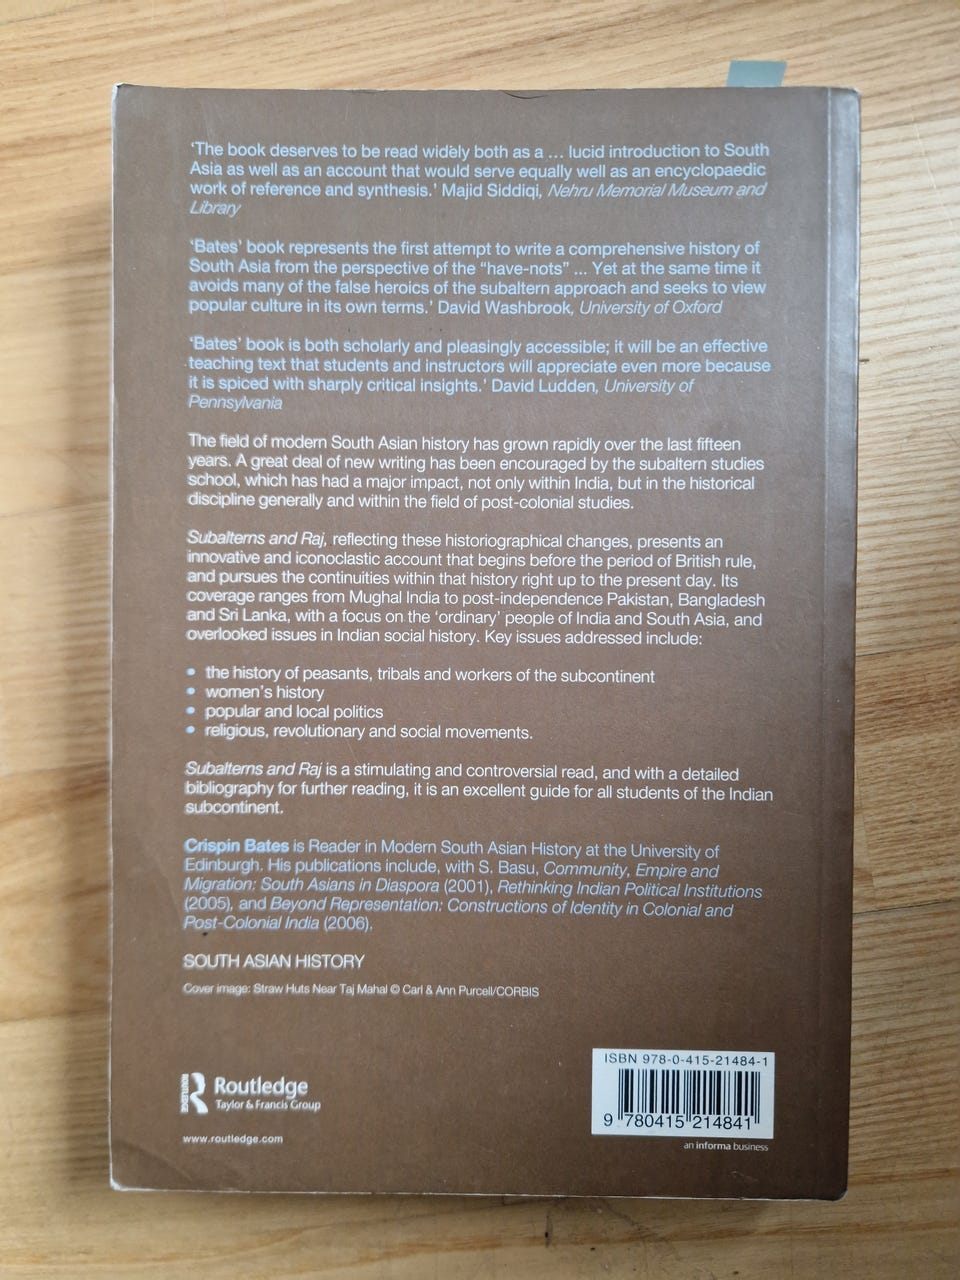 ‘The book deserves to be read widely both as a ... lucid introduction to South
Asia as well as an account that would serve equally well as an encyclopaedic
work of reference and synthesis.’ Majid Siddiqi, Nehru Memorial Museum and
Library
‘Bates’ book represents the first attempt to write a comprehensive history of
South Asia from the perspective of the “have-nots” ... Yet at the same time it
avoids many of the false heroics of the subaltern approach and seeks to view
popular culture in its own terms.’ David Washbrook, University of Oxford
‘Bates’ book is both scholarly and pleasingly accessible; it will be an effective
teaching text that students and instructors will appreciate even more because
it is spiced with sharply critical insights.’ David Ludden, University of
Pennsylvania
The field of modern South Asian history has grown rapidly over the last fifteen
years. A great deal of new writing has been encouraged by the subaltern studies
school, which has had a major impact, not only within India, but in the historical
discipline generally and within the field of post-colonial studies.
Subalterns and Raj, reflecting these historiographical changes, presents an
innovative and iconoclastic account that begins before the period of British rule,
and pursues the continuities within that history right up to the present day. Its
coverage ranges from Mughal India to post-independence Pakistan, Bangladesh
and Sri Lanka, with a focus on the ‘ordinary’ people of India and South Asia, and
overlooked issues in Indian social history. Key issues addressed include:
• the history of peasants, tribals and workers of the subcontinent
• women’s history
• popular and local politics
• religious, revolutionary and social movements.
Subalterns and Raj is a stimulating and controversial read, and with a detailed
bibliography for further reading, it is an excellent guide for all students of the Indian
subcontinent.
Crispin Bates is Reader in Modern South Asian History at the University of
Edinburgh. His publications include, with S. Basu, Community, Empire and
Migration: South Asians in Diaspora (2001), Rethinking Indian Political Institutions
(2005), and Beyond Representation: Constructions of Identity in Colonial and
Post-Colonial India (2006).
SOUTH ASIAN HISTORY
Cover image: Straw Huts Near Taj Mahal © Carl & Ann Purcell/CORBIS
ISBN 978-0-415-21484-1
ROUTLEDGE
Routledge
Taylor & Francis Group
9 780415 214841
www.routledge.com
an informa business